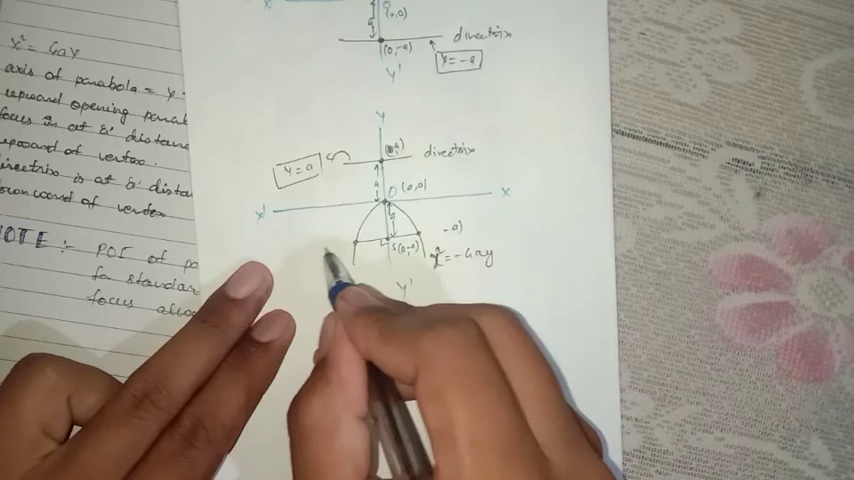 x² = 4ay
axis of parabola = y
upward opening parab
focus is at 'a' distan
upward of vertex.
directrix is at 'a' dista
downward of vertex
NOTE :- POI of pa
for standar
focus alwa
X'
(0,0)
a
directrix
(0,-a)
y = -a
Y'
Y
directrix
y = a
a
O (0,0)
X
X'
a
-a)
S(0,-a)
x² = -4ay
Y'